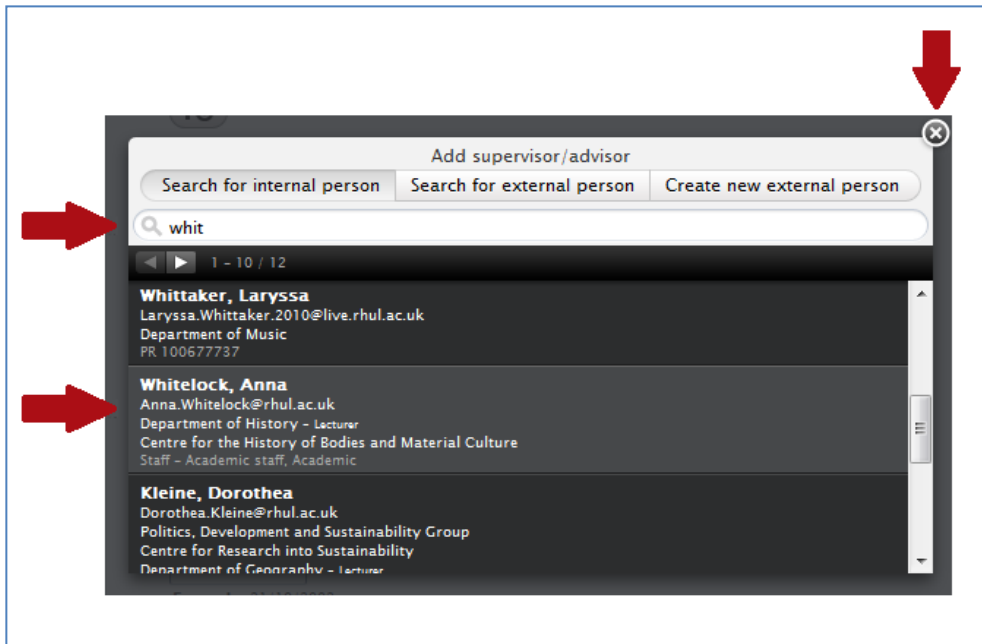 Add supervisor/advisor
Search for internal person Search for external person Create new external person
whit
1 – 10 / 12
Whittaker, Laryssa
Laryssa.Whittaker.2010@live.rhul.ac.uk
Department of Music
PR 100677737
Whitelock, Anna
Anna.Whitelock@rhul.ac.uk
Department of History – Lecturer
Centre for the History of Bodies and Material Culture
Staff – Academic staff, Academic
Kleine, Dorothea
Dorothea.Kleine@rhul.ac.uk
Politics, Development and Sustainability Group
Centre for Research into Sustainability
Department of Geography – Lecturer